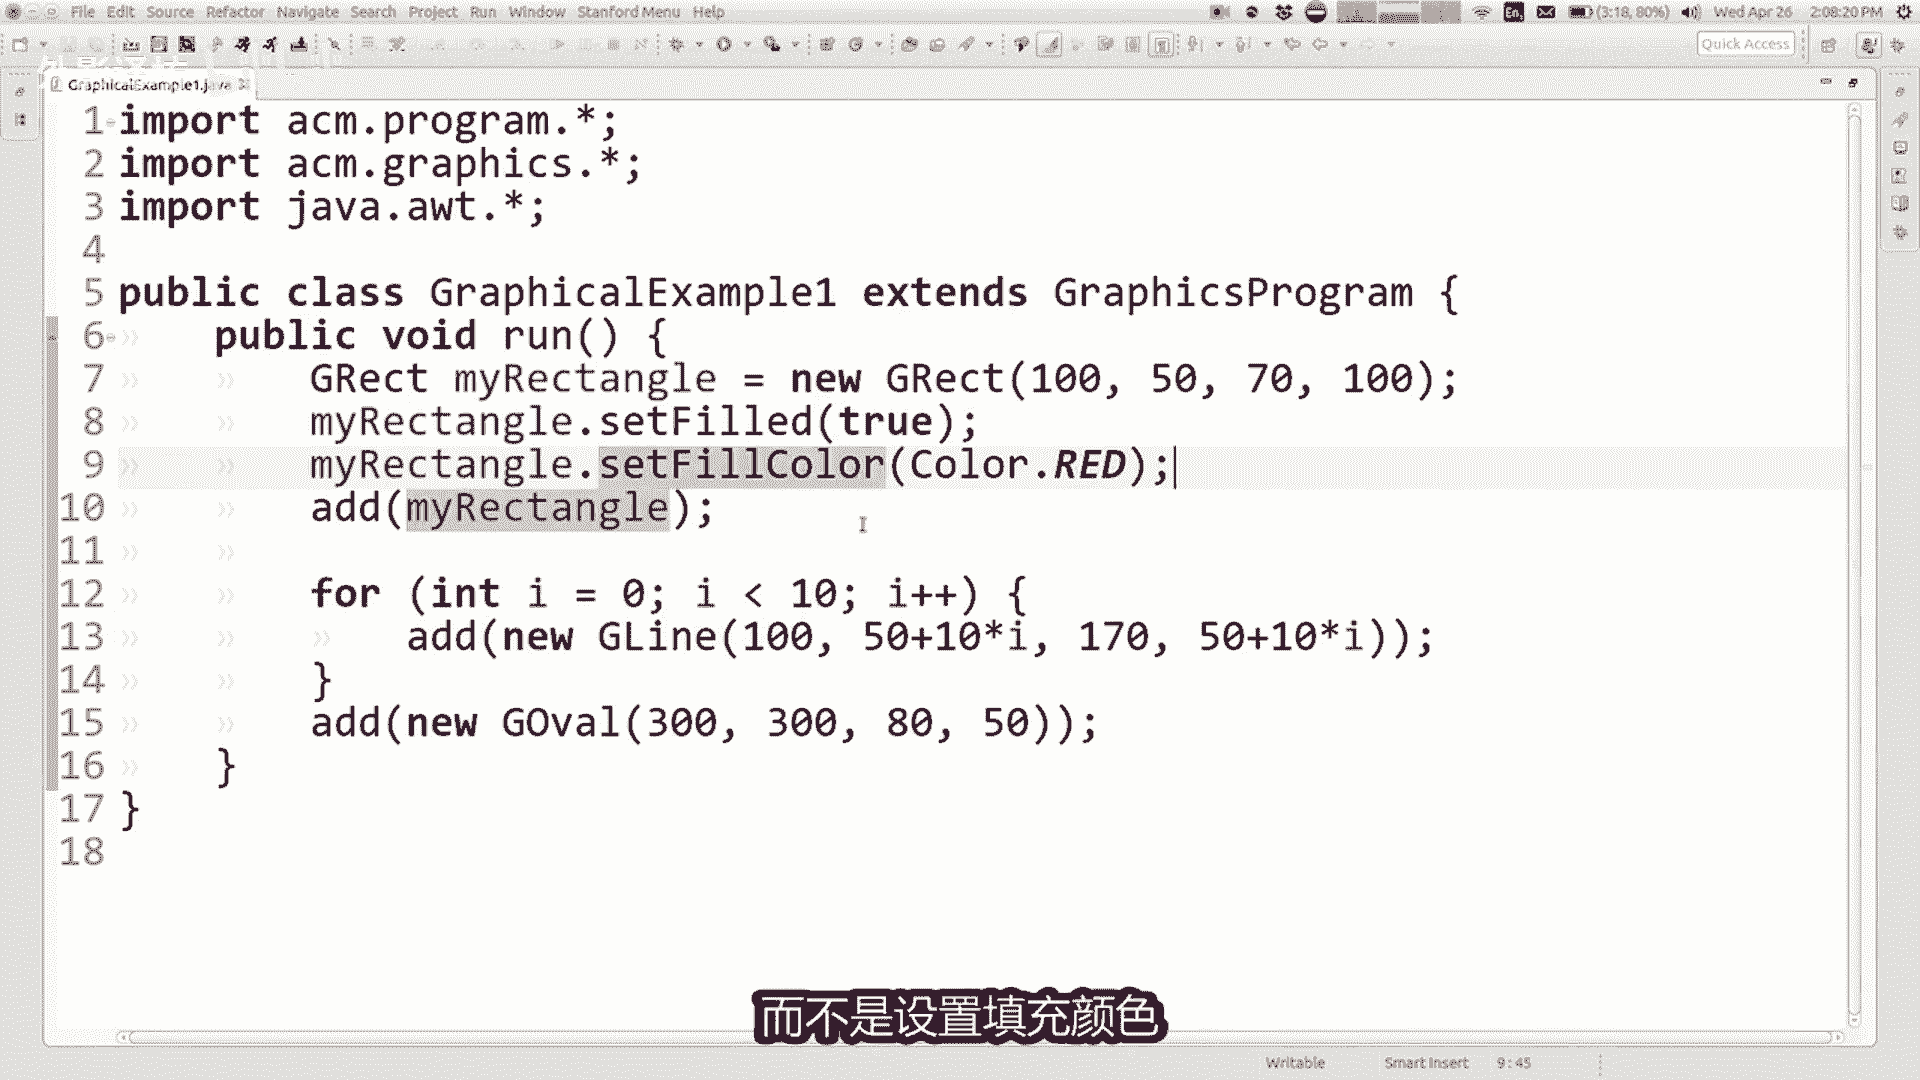 File Edit Source Refactor Navigate Search Project Run Window Stanford Menu Help
En (3:18, 80%) Wed Apr 26 2:08:20 PM
Quick Access
GraphicalExample1.java
1 import acm.program.*;
2 import acm.graphics.*;
3 import java.awt.*;
4
5 public class GraphicalExample1 extends GraphicsProgram {
6 public void run() {
7 GRect myRectangle = new GRect(100, 50, 70, 100);
8 myRectangle.setFilled(true);
9 myRectangle.setFillColor(Color.RED);
10 add(myRectangle);
11
12 for (int i = 0; i < 10; i++) {
13 add(new GLine(100, 50+10*i, 170, 50+10*i));
14 }
15 add(new GOval(300, 300, 80, 50));
16 }
17 }
18
而不是设置填充颜色
Writable Smart Insert 9:45